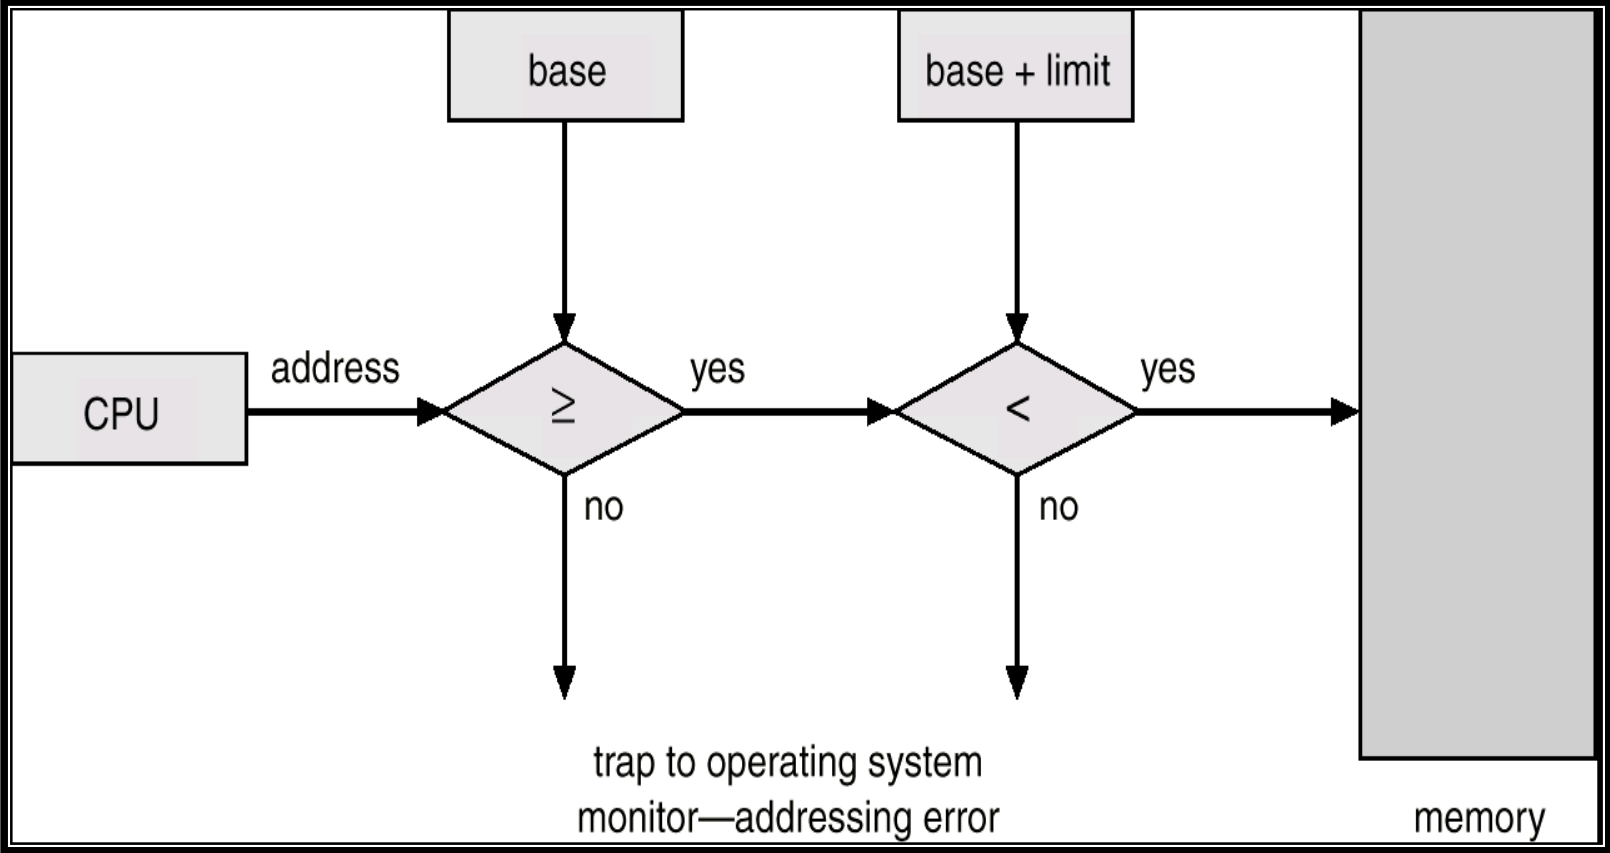 base
base + limit
address
yes
yes
CPU
≥
<
no
no
trap to operating system
monitor—addressing error
memory